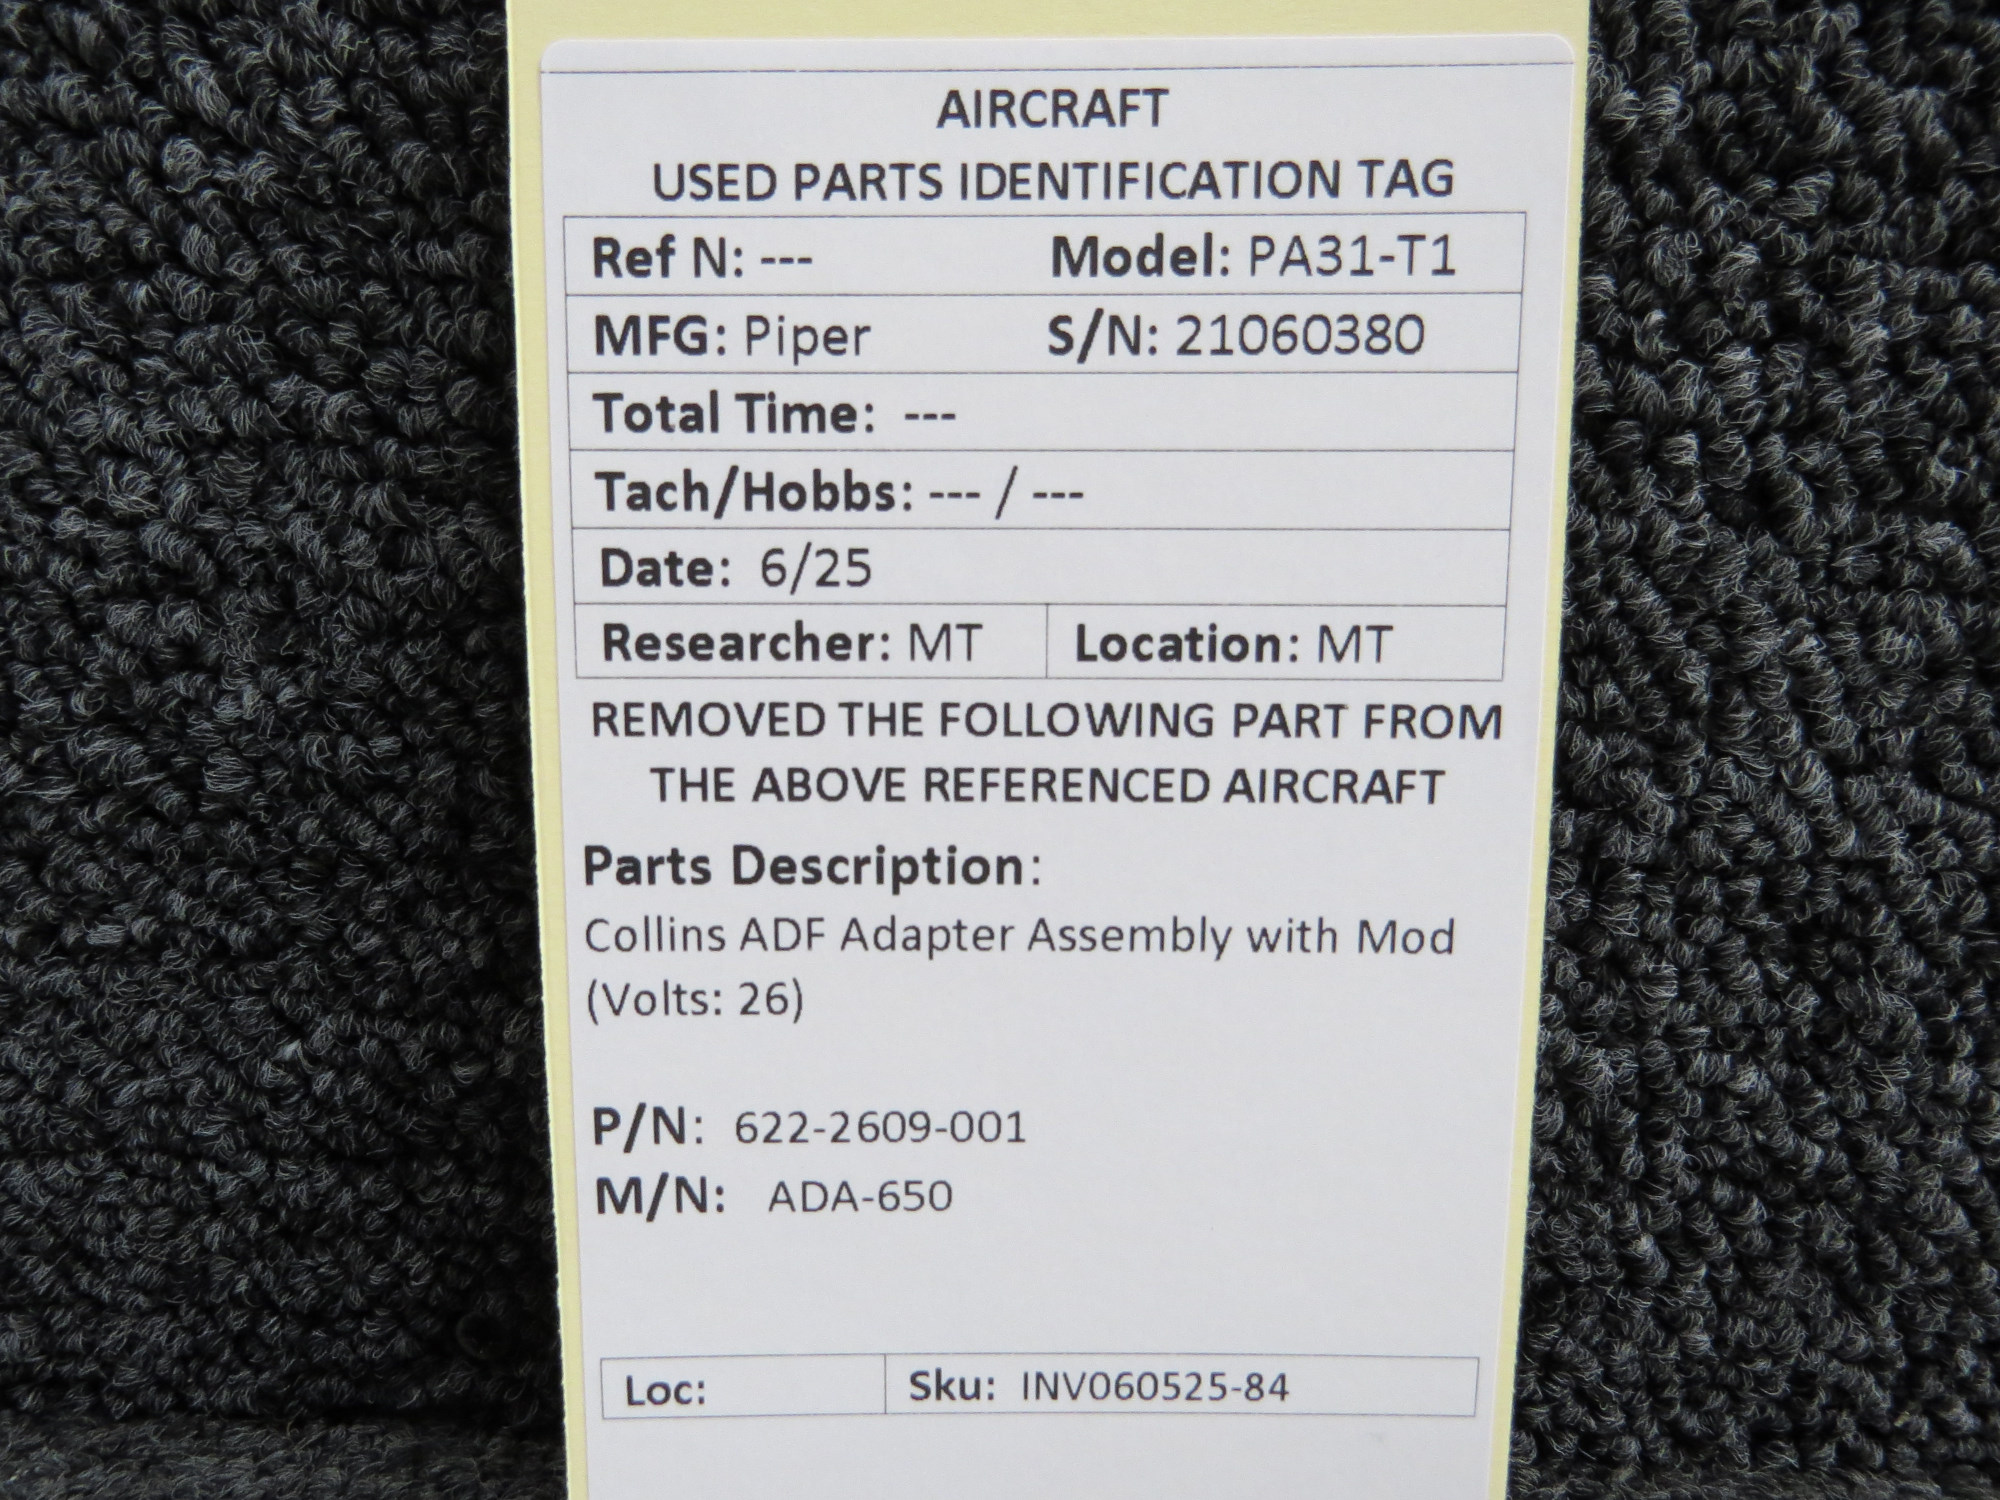 AIRCRAFT
USED PARTS IDENTIFICATION TAG
Ref N: --- Model: PA31-T1
MFG: Piper S/N: 21060380
Total Time: ---
Tach/Hobbs: --- / ---
Date: 6/25
Researcher: MT Location: MT
REMOVED THE FOLLOWING PART FROM
THE ABOVE REFERENCED AIRCRAFT
Parts Description:
Collins ADF Adapter Assembly with Mod
(Volts: 26)
P/N: 622-2609-001
M/N: ADA-650
Loc: Sku: INV060525-84